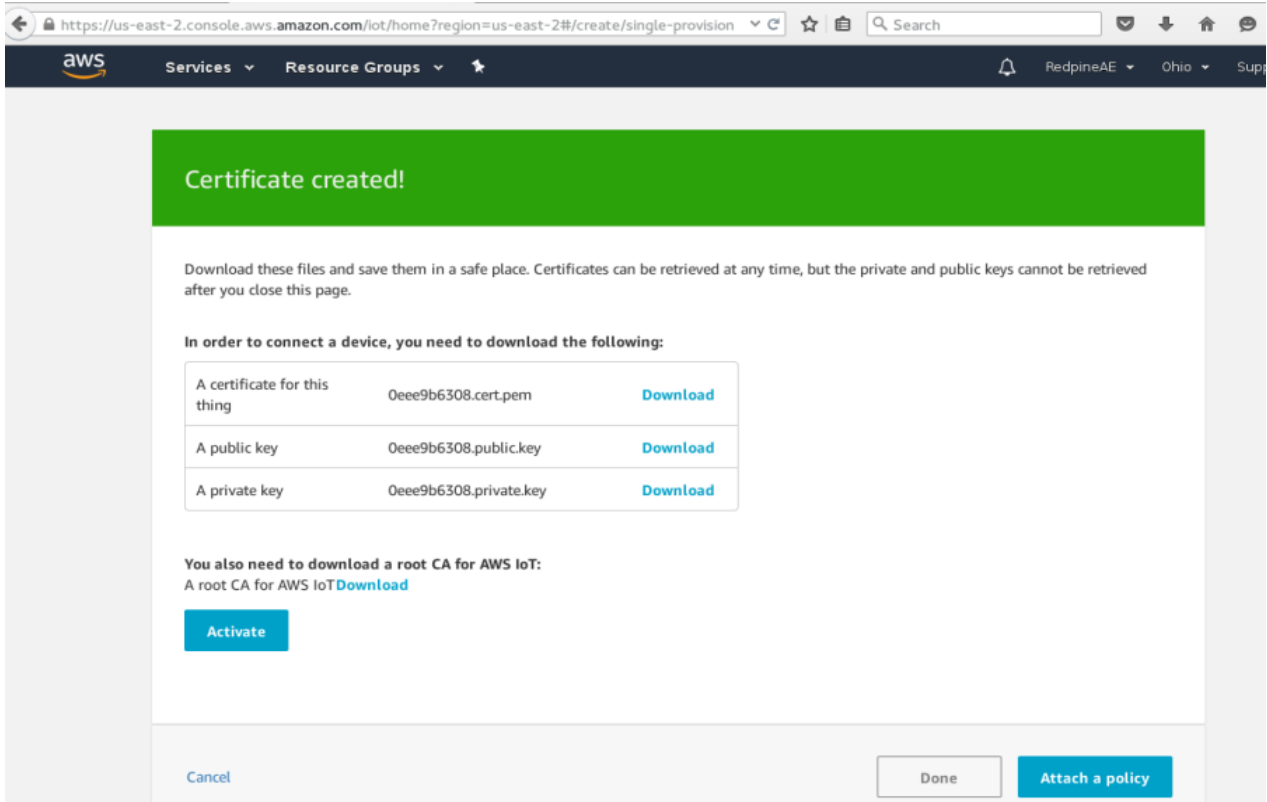 https://us-east-2.console.aws.amazon.com/iot/home?region=us-east-2#/create/single-provision Search
aws Services Resource Groups RedpineAE Ohio Supp
Certificate created!
Download these files and save them in a safe place. Certificates can be retrieved at any time, but the private and public keys cannot be retrieved
after you close this page.
In order to connect a device, you need to download the following:
A certificate for this
thing
0eee9b6308.cert.pem Download
A public key 0eee9b6308.public.key Download
A private key 0eee9b6308.private.key Download
You also need to download a root CA for AWS IoT:
A root CA for AWS IoTDownload
Activate
Cancel Done Attach a policy